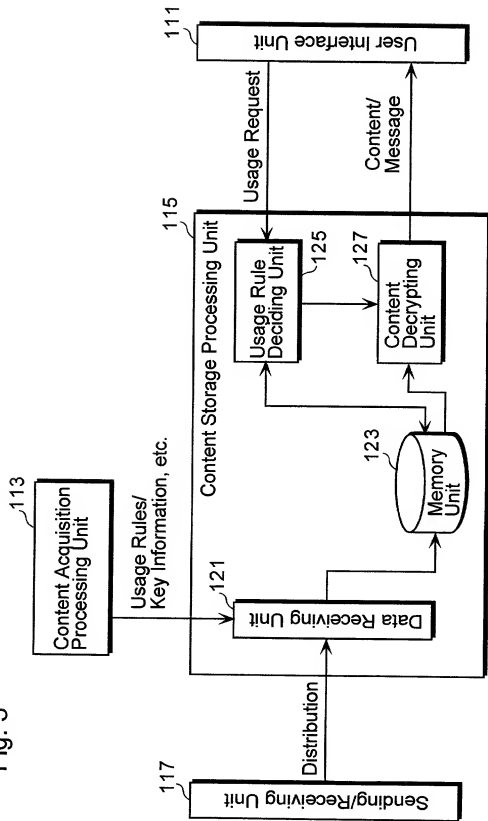 Fig.
113
Content Acquisition
Processing Unit
Usage Rules/
Key Information, etc.
115
Content Storage Processing Unit
117
Sending/Receiving Unit
Distribution
121
Data Receiving Unit
123
Memory
Unit
Usage Rule
Deciding Unit
125
127
Content
Decrypting
Unit
Usage Request
Content/
Message
111
User Interface Unit